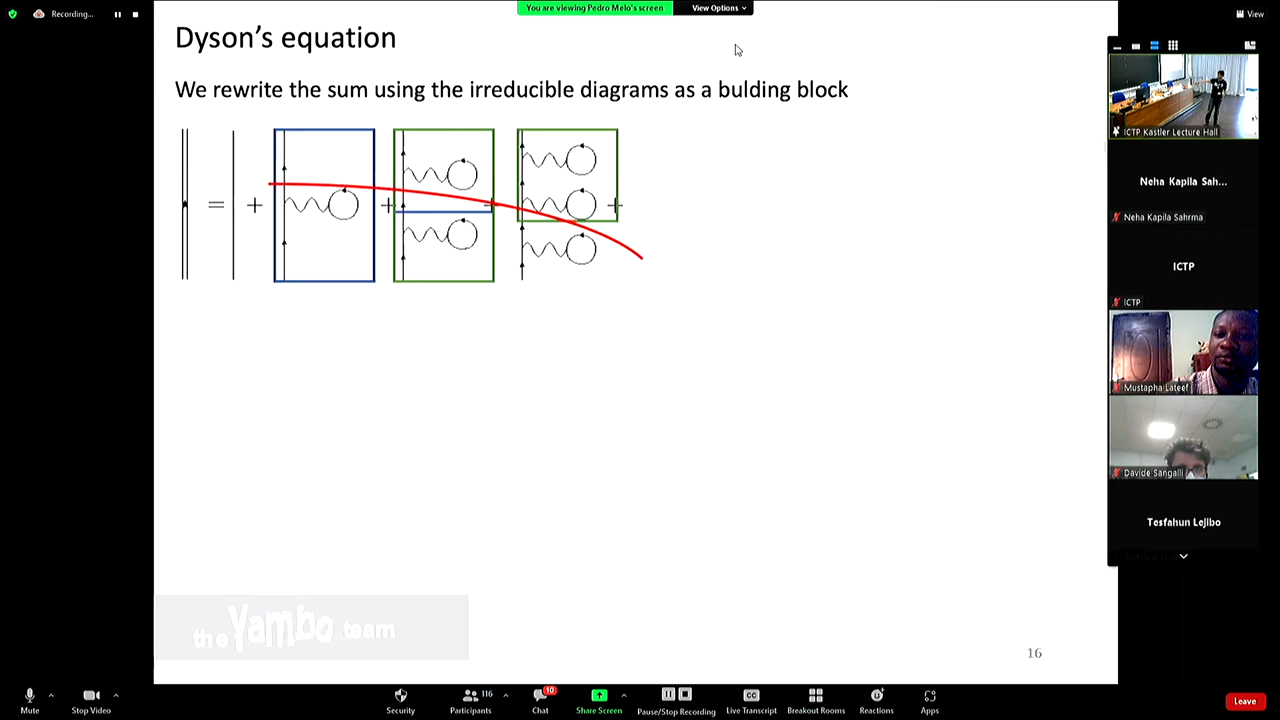 Recording...
You are viewing Pedro Melo's screen
View Options
View
Dyson's equation
We rewrite the sum using the irreducible diagrams as a bulding block
= + + + +
ICTP Kastler Lecture Hall
Neha Kapila Sah...
Neha Kapila Sahrma
ICTP
ICTP
Mustapha Lateef
Davide Sangalli
Tesfahun Lejibo
the Yambo team
16
Mute
Stop Video
Security
116
Participants
10
Chat
Share Screen
Pause/Stop Recording
CC
Live Transcript
Breakout Rooms
Reactions
Apps
Leave